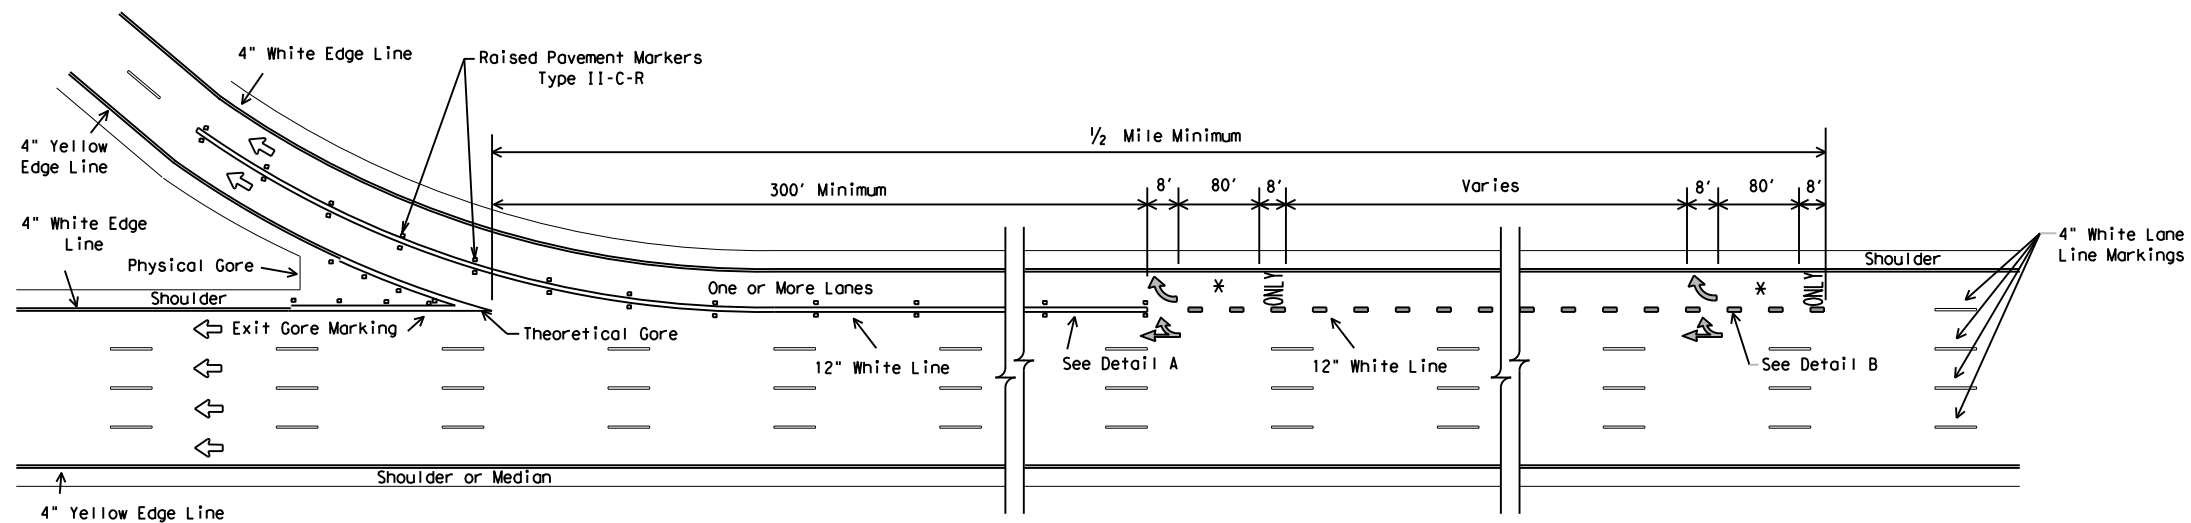 4" White Edge Line
Raised Pavement Markers
Type II-C-R
½ Mile Minimum
4" Yellow
Edge Line
300' Minimum
8'
80'
8'
Varies
8'
80'
8'
4" White Edge
Line
4" White Lane
Line Markings
Physical Gore
Shoulder
Shoulder
One or More Lanes
*
ONLY
*
ONLY
Exit Gore Marking
Theoretical Gore
12" White Line
See Detail A
12" White Line
See Detail B
Shoulder or Median
4" Yellow Edge Line